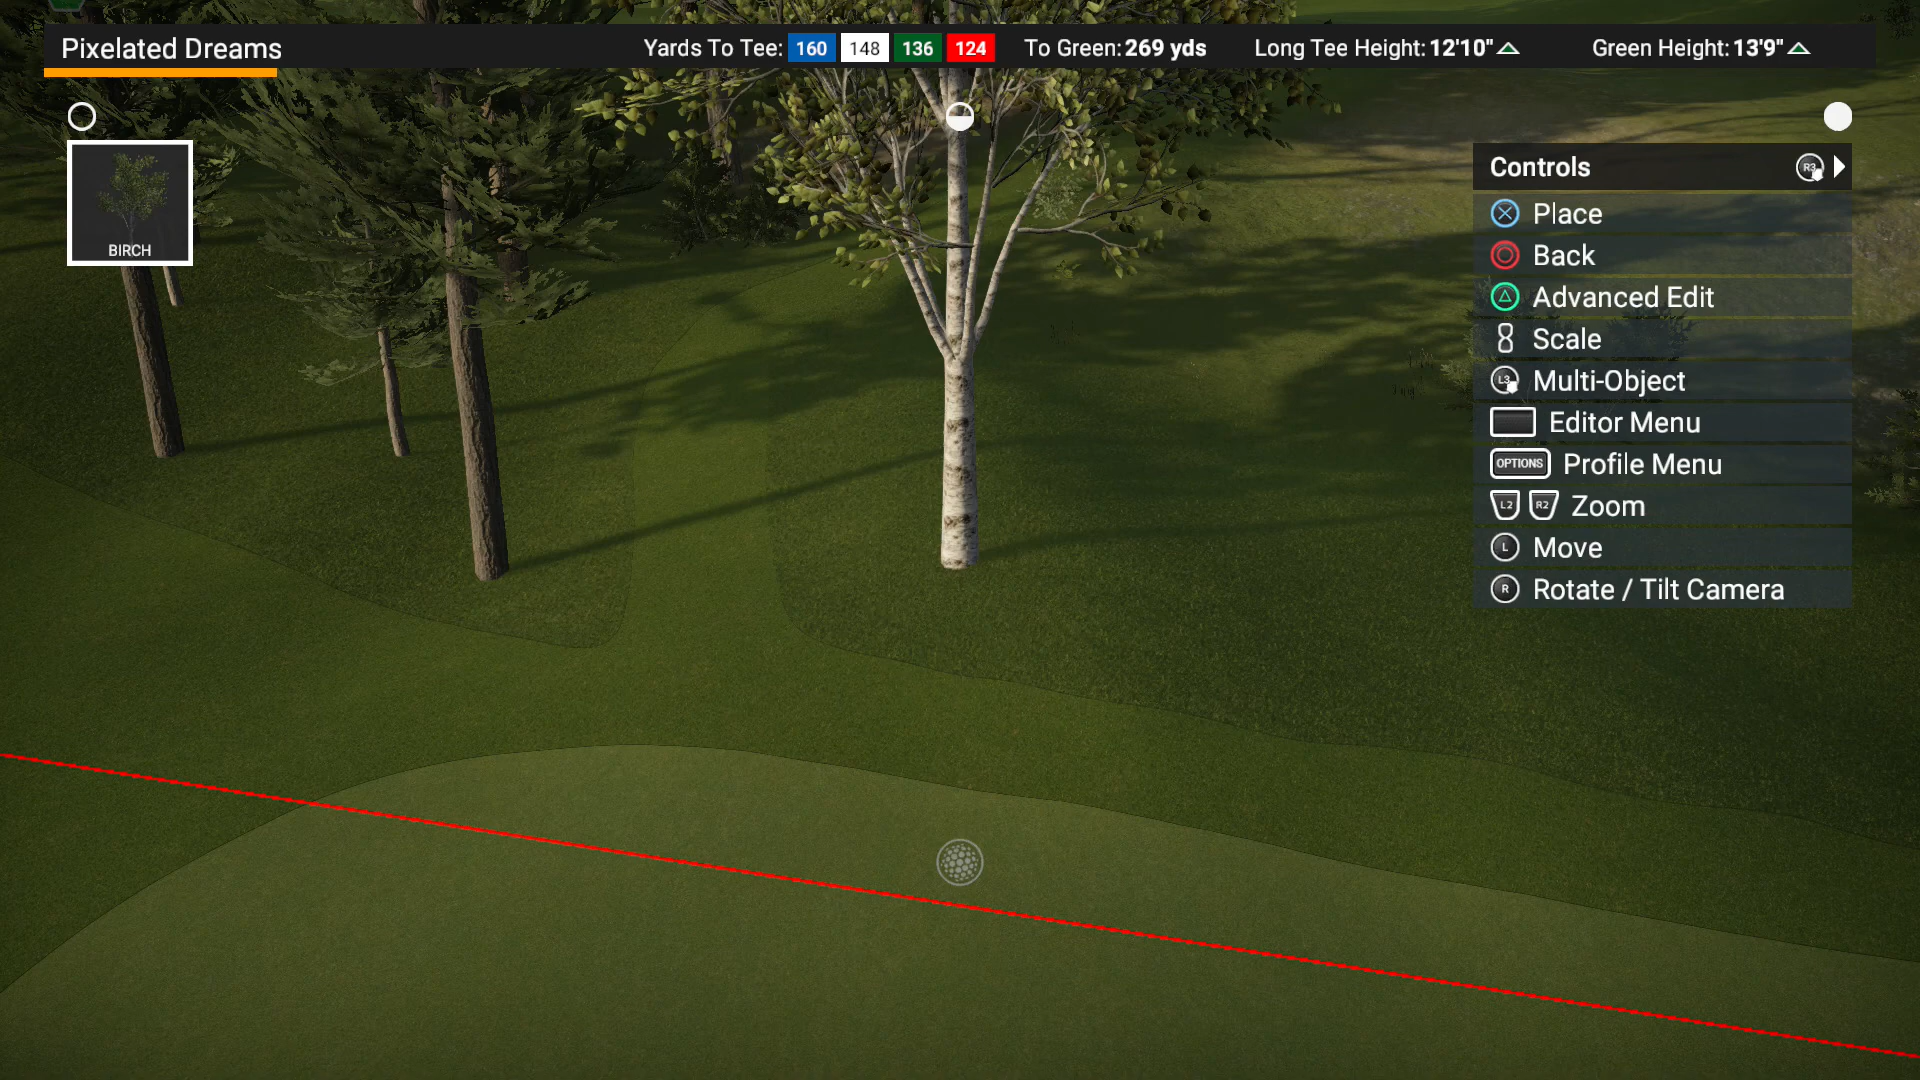 Pixelated Dreams
Yards To Tee: 160 148 136 124 To Green: 269 yds Long Tee Height: 12'10" Green Height: 13'9"
BIRCH
Controls R3
Place
Back
Advanced Edit
Scale
L3 Multi-Object
Editor Menu
OPTIONS Profile Menu
L2 R2 Zoom
L Move
R Rotate / Tilt Camera